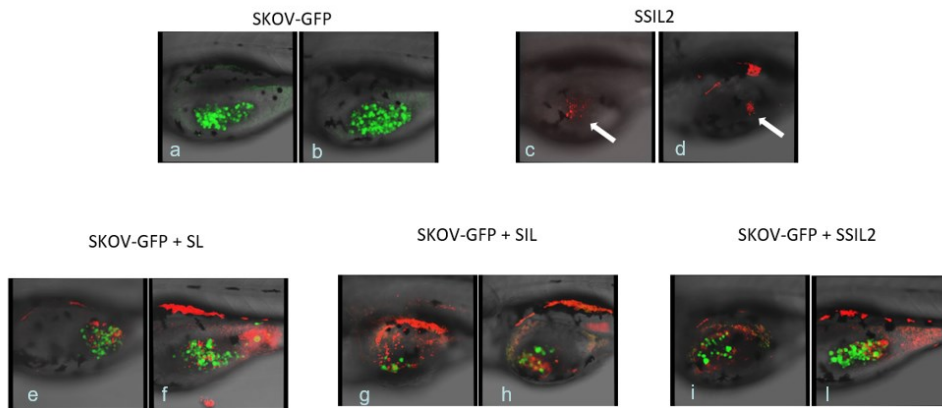 SKOV-GFP
SSIL2
a
b
c
d
SKOV-GFP + SL
SKOV-GFP + SIL
SKOV-GFP + SSIL2
e
f
g
h
i
l